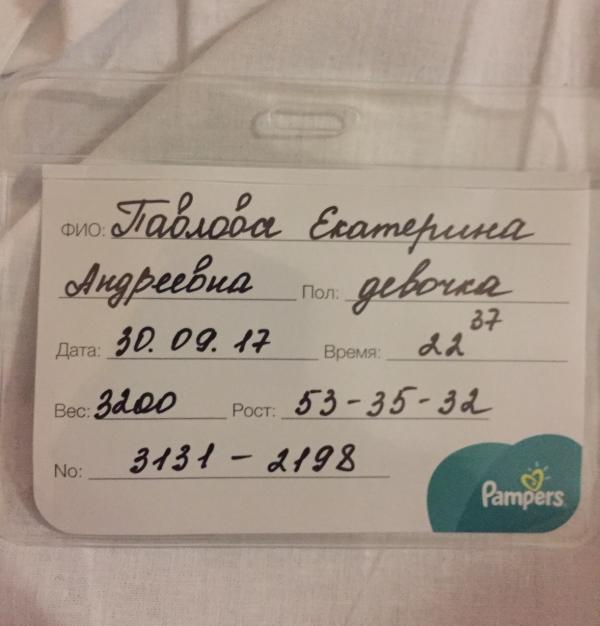 ФИО: Павлова Екатерина
Андреевна Пол: девочка
Дата: 30.09.17 Время: 22 37
Вес: 3200 Рост: 53-35-32
No: 3131-2198
Pampers